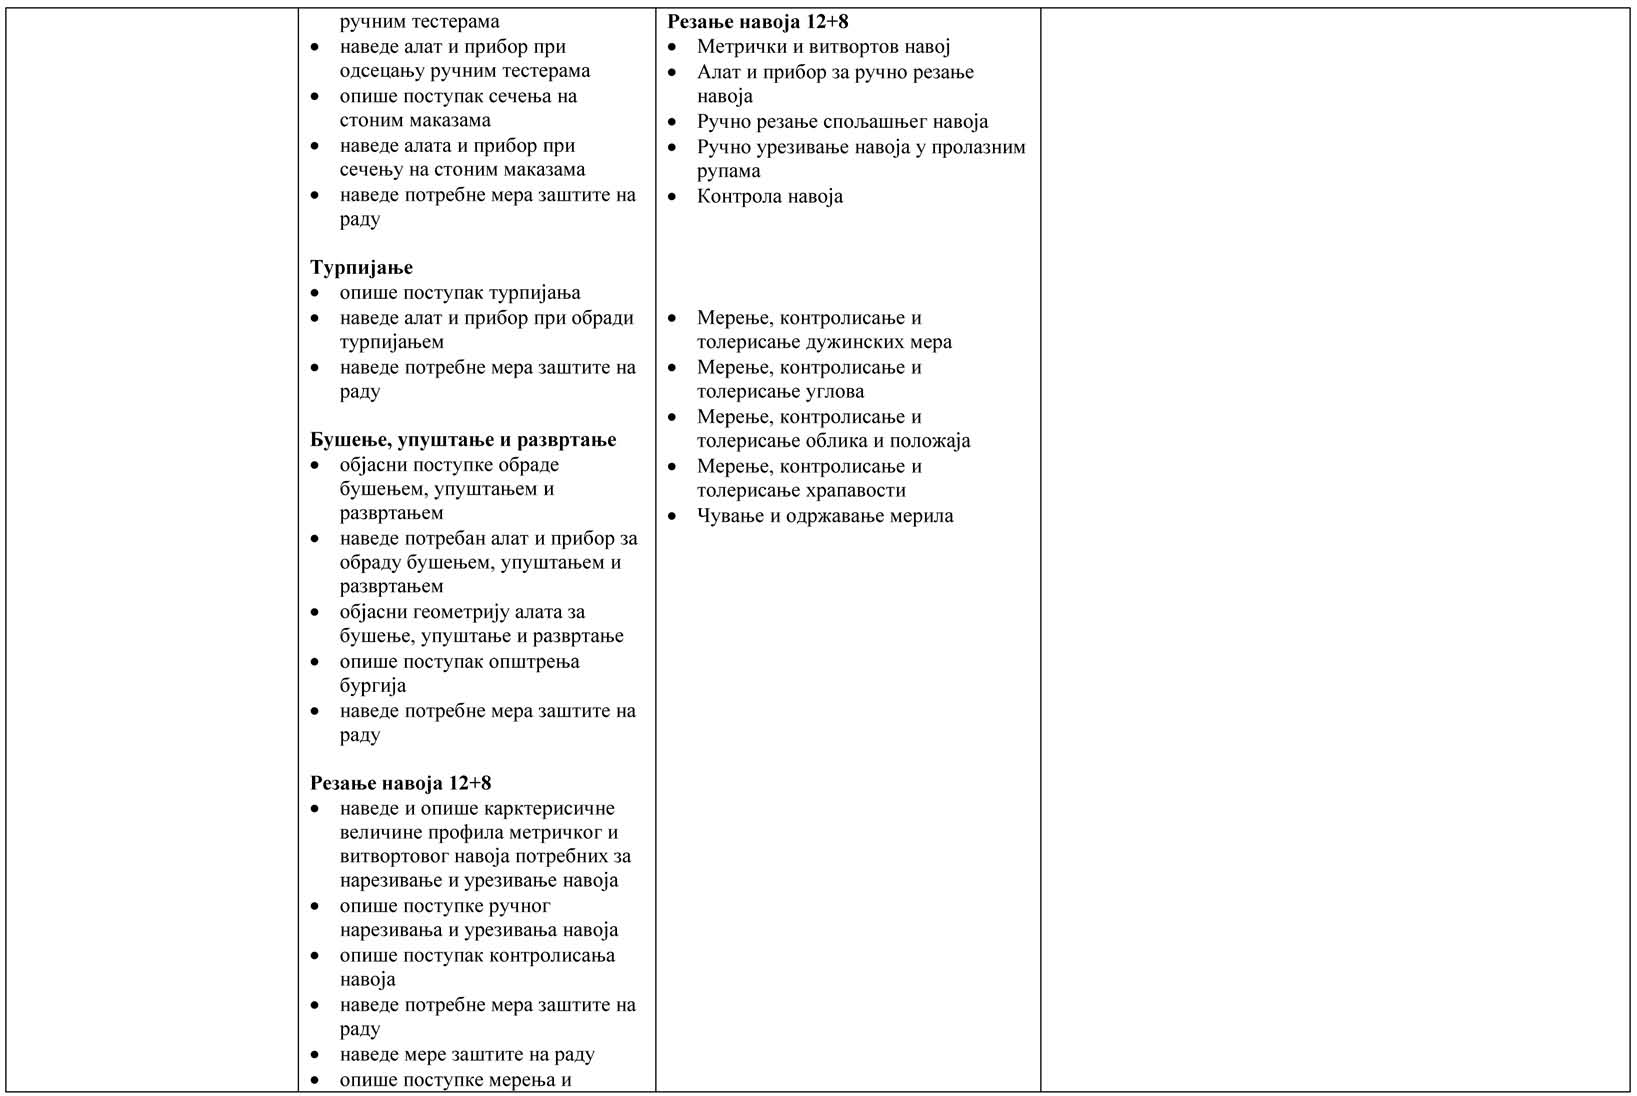 ручним тестерама
• наведе алат и прибор при
одсецању ручним тестерама
• опише поступак сечења на
стоним маказама
• наведе алата и прибор при
сечењу на стоним маказама
• наведе потребне мера заштите на
раду
Турпијање
• опише поступак турпијања
• наведе алат и прибор при обради
турпијањем
• наведе потребне мера заштите на
раду
Бушење, упуштање и развртање
• објасни поступке обраде
бушењем, упуштањем и
развртањем
• наведе потребан алат и прибор за
обраду бушењем, упуштањем и
развртањем
• објасни геометрију алата за
бушење, упуштање и развртање
• опише поступак општрења
бургија
• наведе потребне мера заштите на
раду
Резање навоја 12+8
• наведе и опише карктерисичне
величине профила метричког и
витвортовог навоја потребних за
нарезивање и урезивање навоја
• опише поступке ручног
нарезивања и урезивања навоја
• опише поступак контролисања
навоја
• наведе потребне мера заштите на
раду
• наведе мере заштите на раду
• опише поступке мерења и
Резање навоја 12+8
• Метрички и витвортов навој
• Алат и прибор за ручно резање
навоја
• Ручно резање спољашњег навоја
• Ручно урезивање навоја у пролазним
рупама
• Контрола навоја
• Мерење, контролисање и
толерисање дужинских мера
• Мерење, контролисање и
толерисање углова
• Мерење, контролисање и
толерисање облика и положаја
• Мерење, контролисање и
толерисање храпавости
• Чување и одржавање мерила